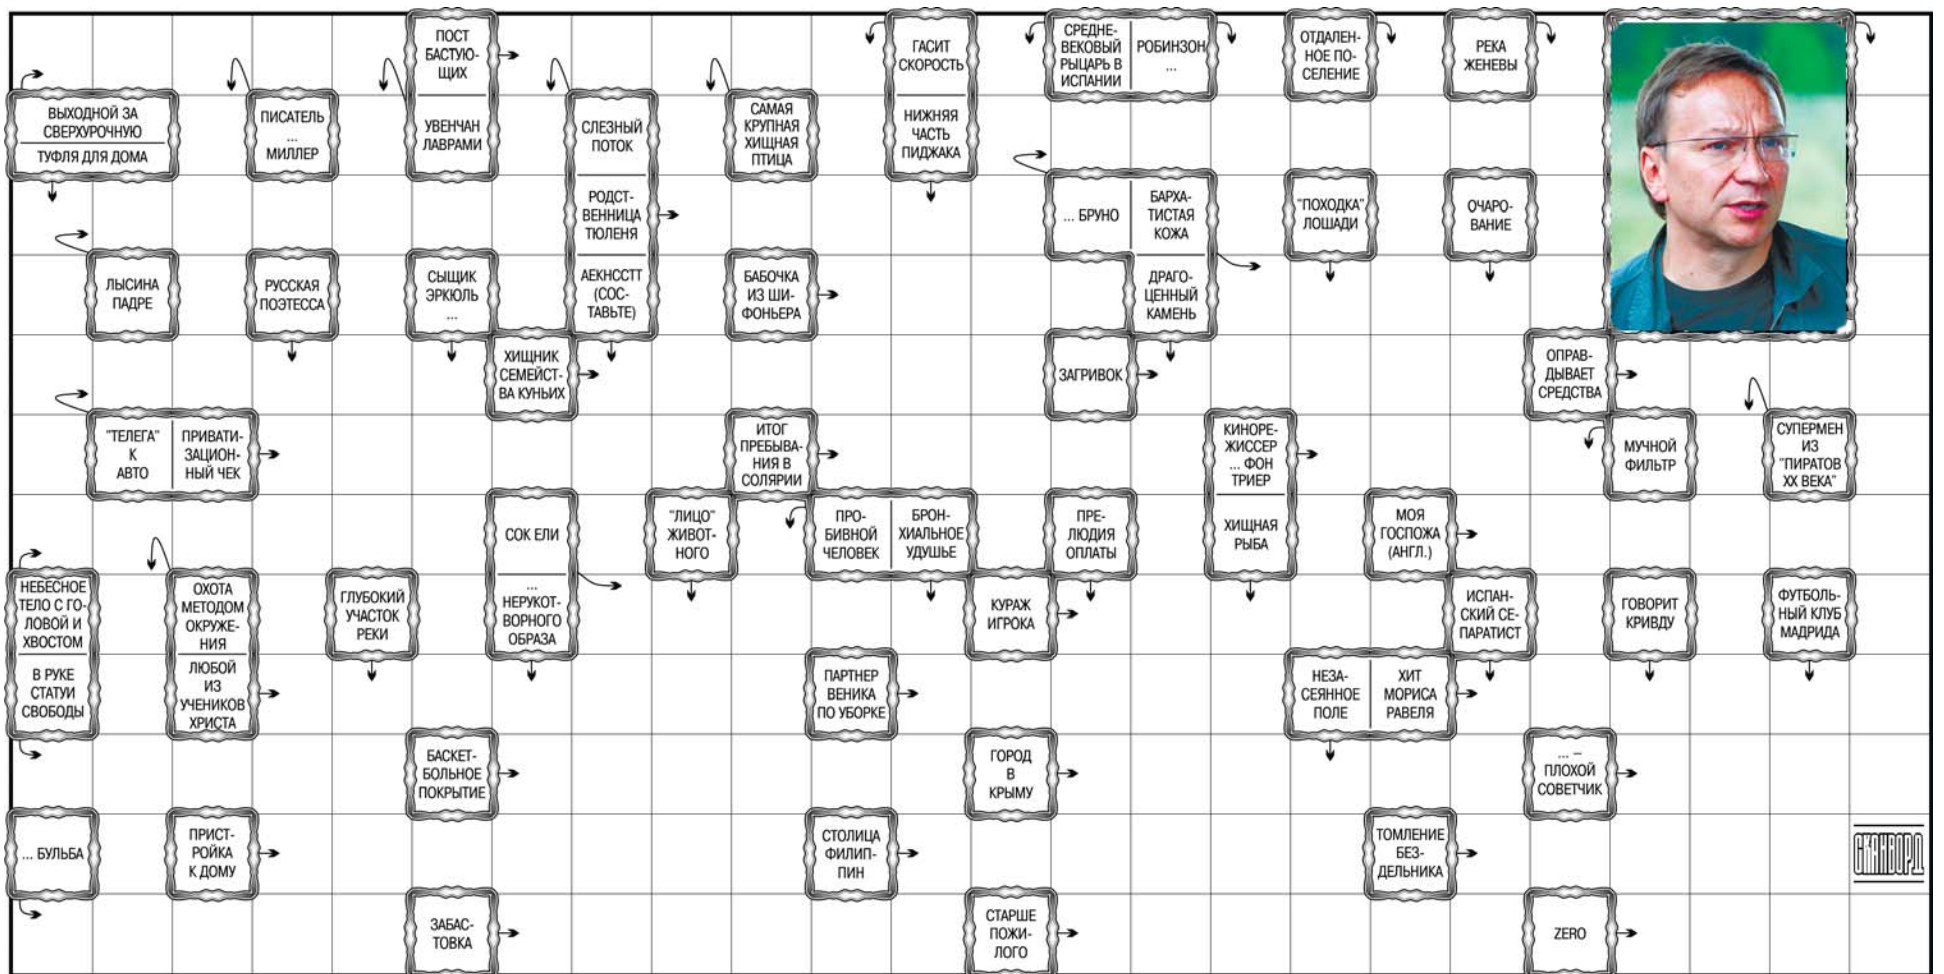 ПОСТ
БАСТУЮ-
ЩИХ
УВЕНЧАН
ЛАВРАМИ
ГАСИТ
СКОРОСТЬ
НИЖНЯЯ
ЧАСТЬ
ПИДЖАКА
СРЕДНЕ-
ВЕКОВЫЙ
РЫЦАРЬ В
ИСПАНИИ
РОБИНЗОН
...
ОТДАЛЕН-
НОЕ ПО-
СЕЛЕНИЕ
РЕКА
ЖЕНЕВЫ
ВЫХОДНОЙ ЗА
СВЕРХУРОЧНУЮ
ТУФЛЯ ДЛЯ ДОМА
ПИСАТЕЛЬ
...
МИЛЛЕР
СЛЕЗНЫЙ
ПОТОК
РОДСТ-
ВЕННИЦА
ТЮЛЕНЯ
АЕКНССТТ
(СОС-
ТАВЬТЕ)
САМАЯ
КРУПНАЯ
ХИЩНАЯ
ПТИЦА
... БРУНО
БАРХА-
ТИСТАЯ
КОЖА
ДРАГО-
ЦЕННЫЙ
КАМЕНЬ
"ПОХОДКА"
ЛОШАДИ
ОЧАРО-
ВАНИЕ
ЛЫСИНА
ПАДРЕ
РУССКАЯ
ПОЭТЕССА
СЫЩИК
ЭРКЮЛЬ
...
БАБОЧКА
ИЗ ШИ-
ФОНЬЕРА
ХИЩНИК
СЕМЕЙСТ-
ВА КУНЬИХ
ЗАГРИВОК
ОПРАВ-
ДЫВАЕТ
СРЕДСТВА
"ТЕЛЕГА"
К
АВТО
ПРИВАТИ-
ЗАЦИОН-
НЫЙ ЧЕК
ИТОГ
ПРЕБЫВА-
НИЯ В
СОЛЯРИИ
КИНОРЕ-
ЖИССЕР
... ФОН
ТРИЕР
ХИЩНАЯ
РЫБА
МУЧНОЙ
ФИЛЬТР
СУПЕРМЕН
ИЗ
"ПИРАТОВ
XX ВЕКА"
СОК ЕЛИ
...
НЕРУКОТ-
ВОРНОГО
ОБРАЗА
"ЛИЦО"
ЖИВОТ-
НОГО
ПРО-
БИВНОЙ
ЧЕЛОВЕК
БРОН-
ХИАЛЬНОЕ
УДУШЬЕ
ПРЕ-
ЛЮДИЯ
ОПЛАТЫ
МОЯ
ГОСПОЖА
(АНГЛ.)
НЕБЕСНОЕ
ТЕЛО С ГО-
ЛОВОЙ И
ХВОСТОМ
В РУКЕ
СТАТУИ
СВОБОДЫ
ОХОТА
МЕТОДОМ
ОКРУЖЕ-
НИЯ
ЛЮБОЙ
ИЗ
УЧЕНИКОВ
ХРИСТА
ГЛУБОКИЙ
УЧАСТОК
РЕКИ
КУРАЖ
ИГРОКА
ИСПАН-
СКИЙ СЕ-
ПАРАТИСТ
ГОВОРИТ
КРИВДУ
ФУТБОЛЬ-
НЫЙ КЛУБ
МАДРИДА
ПАРТНЕР
ВЕНИКА
ПО УБОРКЕ
НЕЗА-
СЕЯННОЕ
ПОЛЕ
ХИТ
МОРИСА
РАВЕЛЯ
БАСКЕТ-
БОЛЬНОЕ
ПОКРЫТИЕ
ГОРОД
В
КРЫМУ
... –
ПЛОХОЙ
СОВЕТЧИК
... БУЛЬБА
ПРИСТ-
РОЙКА
К ДОМУ
СТОЛИЦА
ФИЛИП-
ПИН
ТОМЛЕНИЕ
БЕЗ-
ДЕЛЬНИКА
СКАНВОРД
ЗАБАС-
ТОВКА
СТАРШЕ
ПОЖИ-
ЛОГО
ZERO